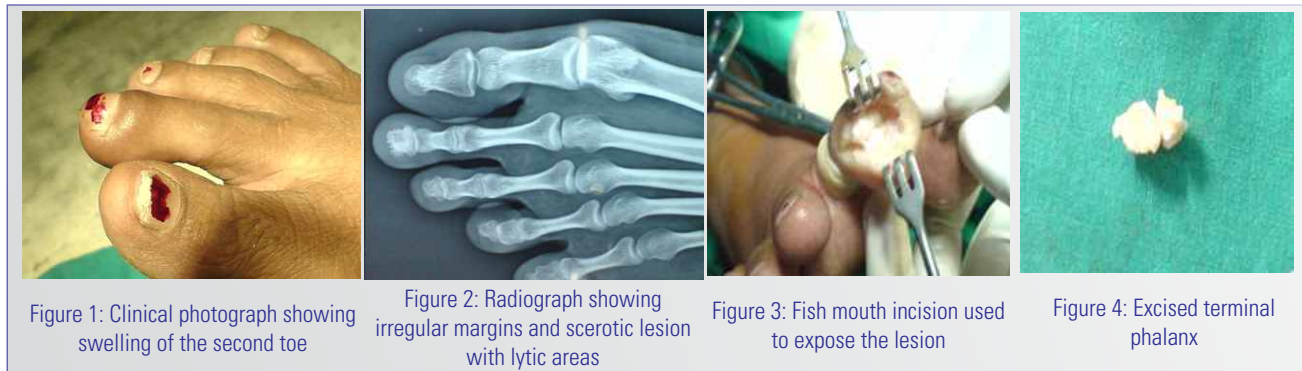 Figure 1: Clinical photograph showing
swelling of the second toe
Figure 2: Radiograph showing
irregular margins and scerotic lesion
with lytic areas
Figure 3: Fish mouth incision used
to expose the lesion
Figure 4: Excised terminal
phalanx